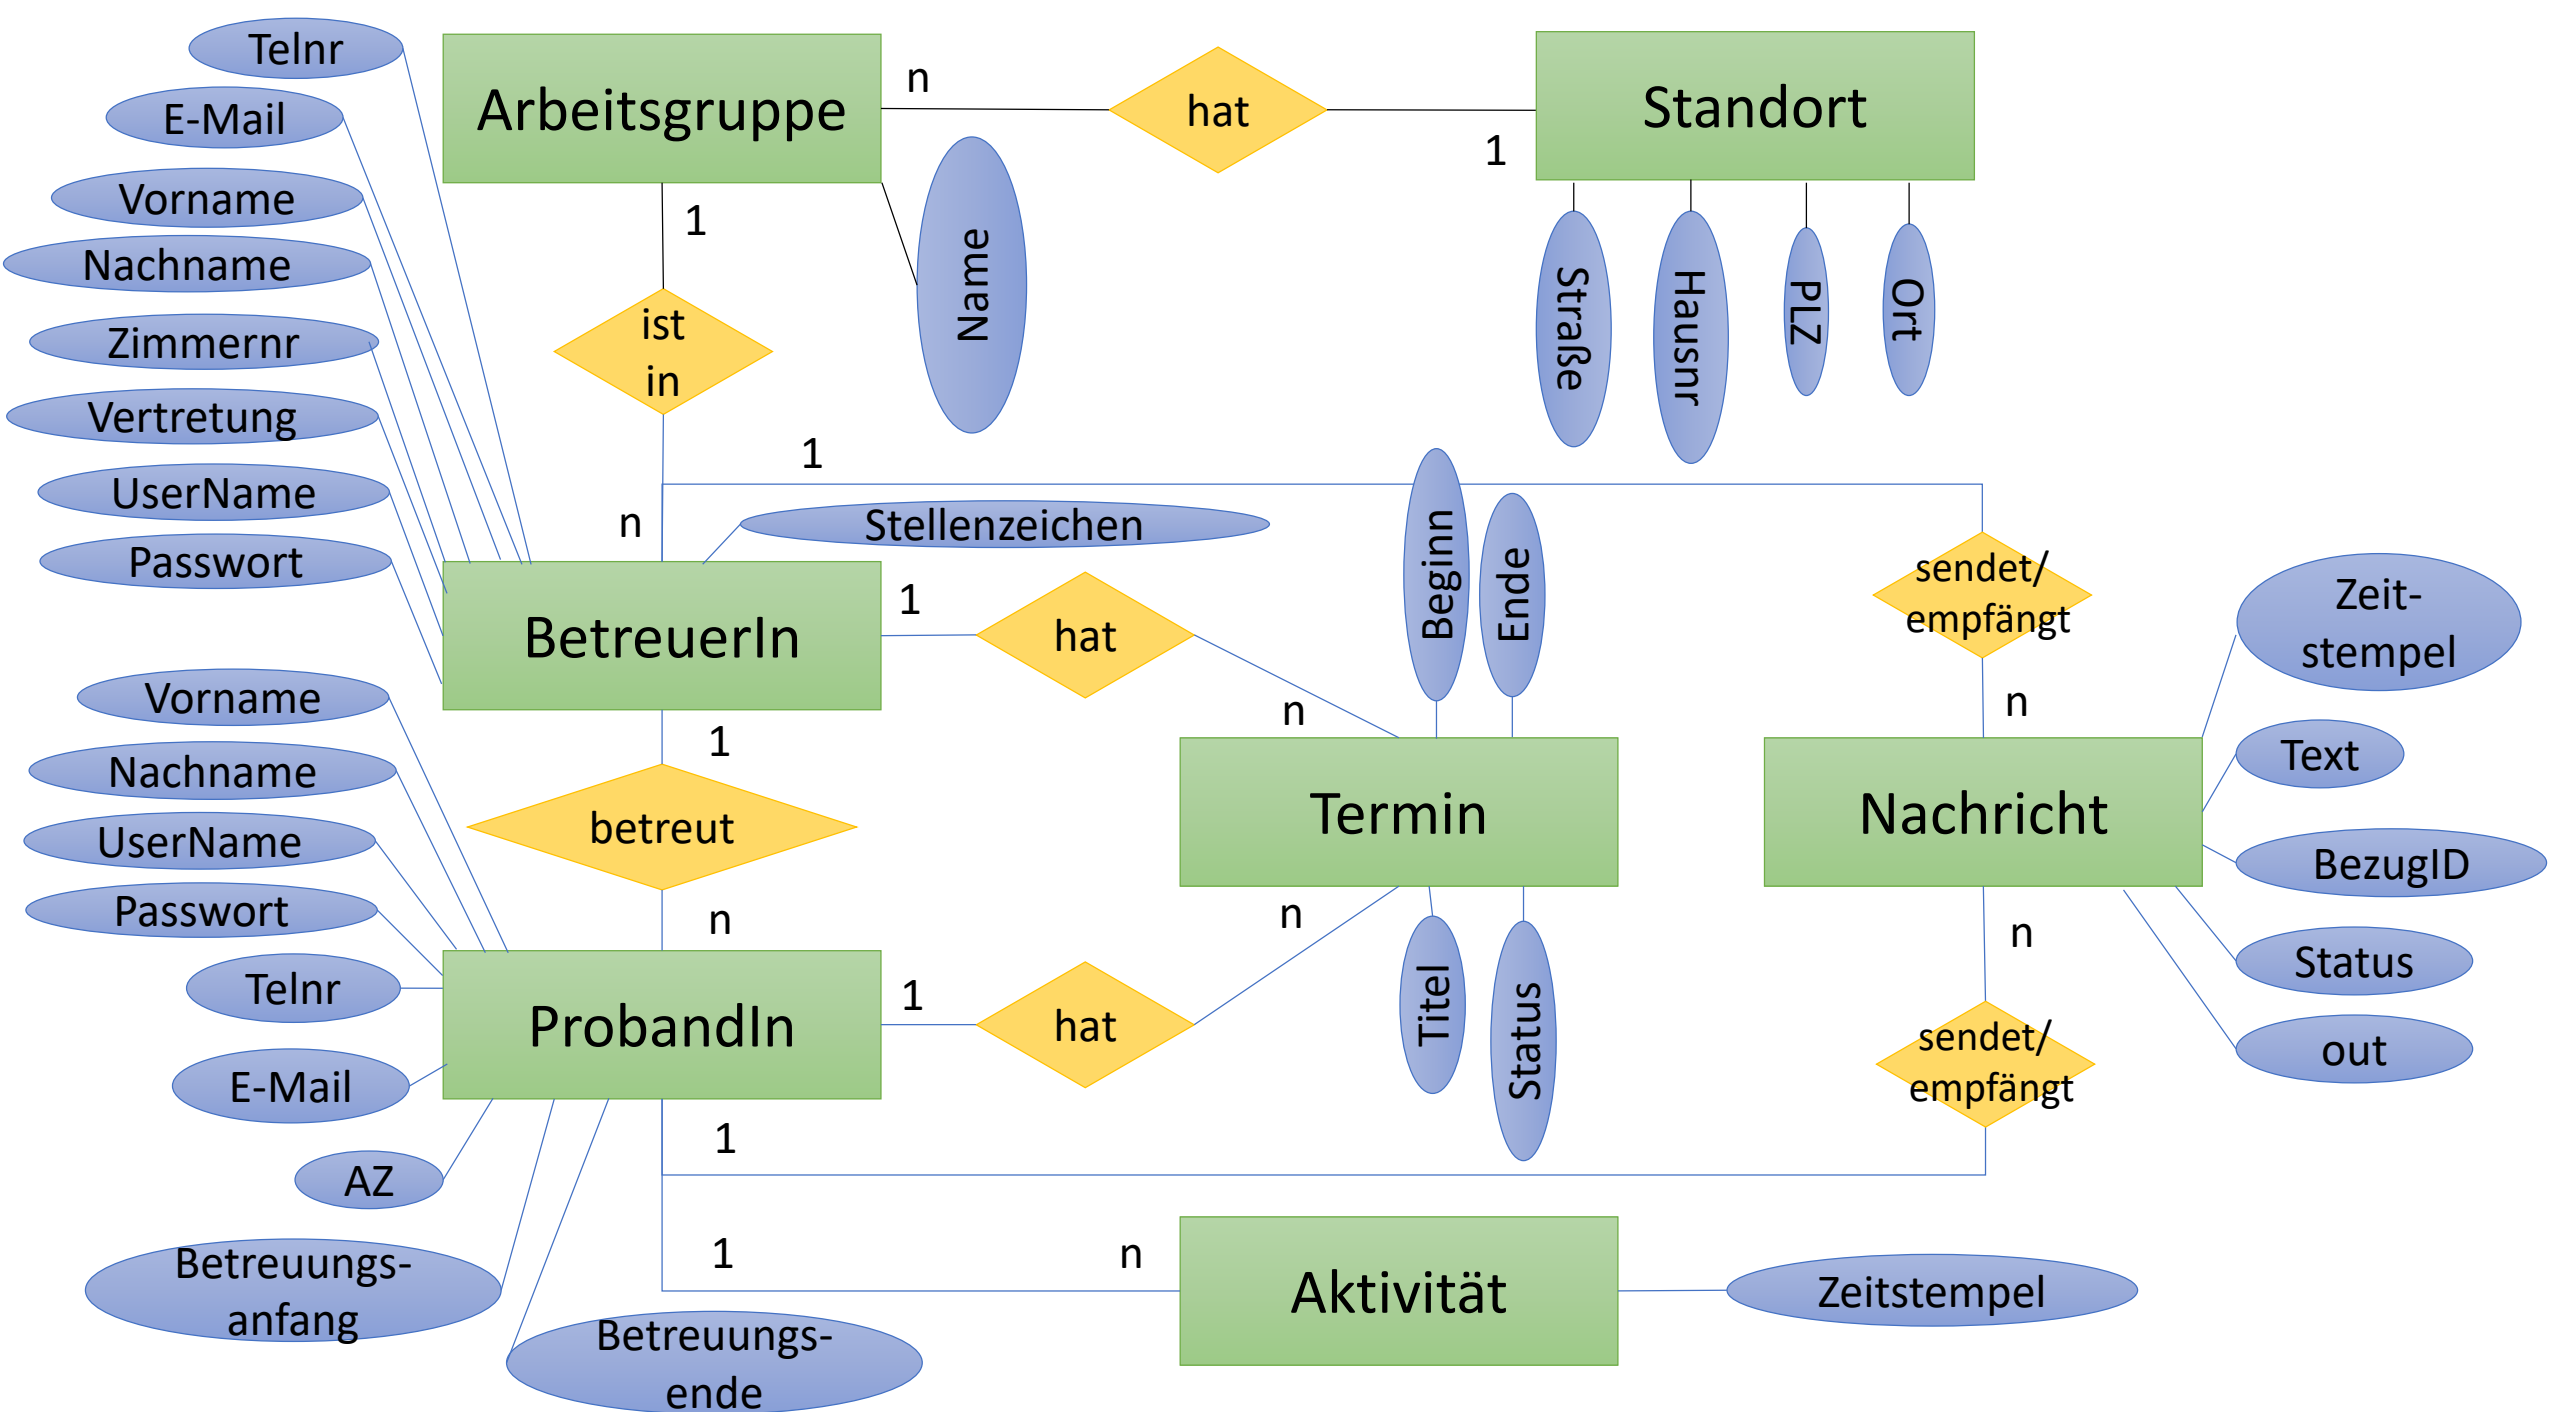 Telnr
Arbeitsgruppe
n
hat
1
Standort
E-Mail
Vorname
Nachname
Zimmernr
Vertretung
UserName
Passwort
1
Name
Straße
Hausnr
PLZ
Ort
ist
in
1
n
Stellenzeichen
Beginn
Ende
sendet/
empfängt
BetreuerIn
1
hat
n
n
Zeit-
stempel
Vorname
Nachname
UserName
Passwort
Telnr
E-Mail
AZ
Betreuungs-
anfang
Betreuungs-
ende
1
betreut
n
Termin
Nachricht
Text
BezugID
Status
out
ProbandIn
1
hat
n
Titel
Status
n
sendet/
empfängt
1
1
n
Aktivität
Zeitstempel